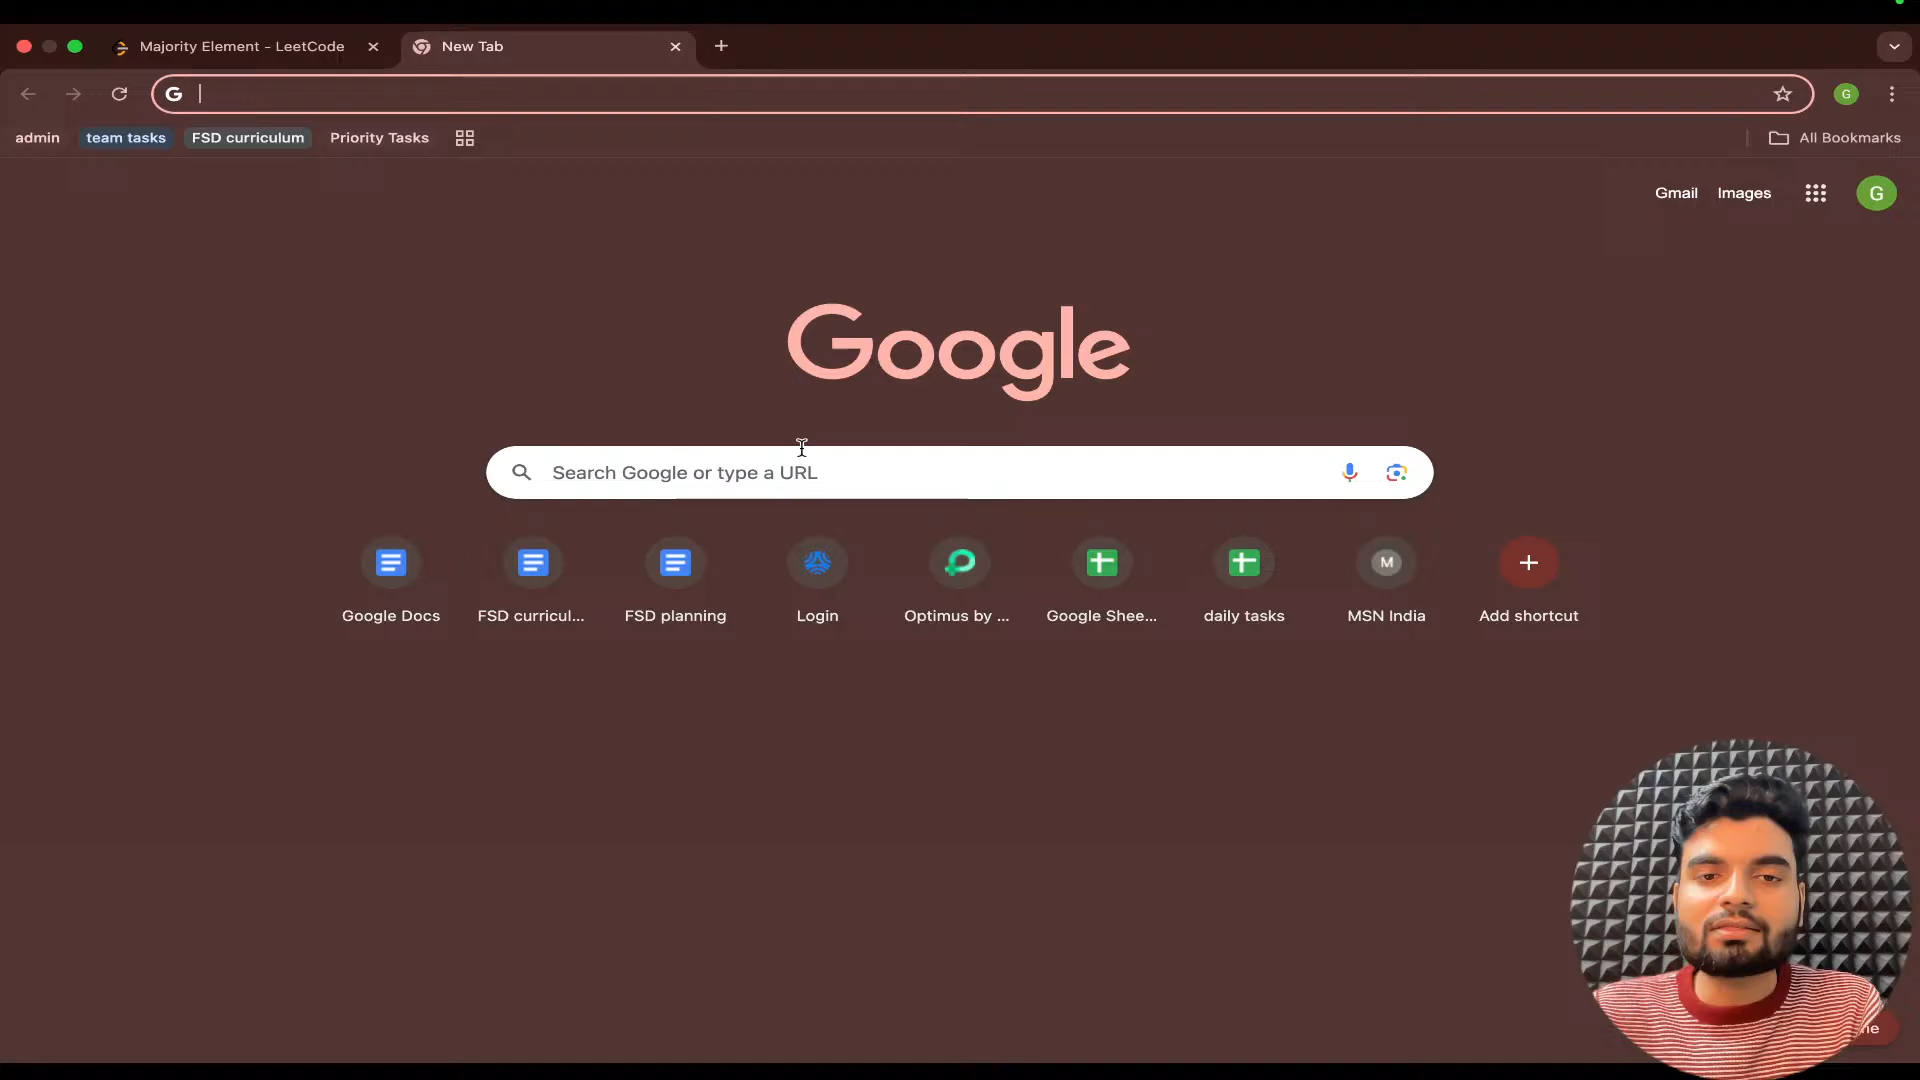 Majority Element - LeetCode
New Tab
admin
team tasks
FSD curriculum
Priority Tasks
All Bookmarks
G
Gmail
Images
G
Google
Search Google or type a URL
Google Docs
FSD curricul...
FSD planning
Login
Optimus by ...
Google Shee...
daily tasks
M
MSN India
Add shortcut